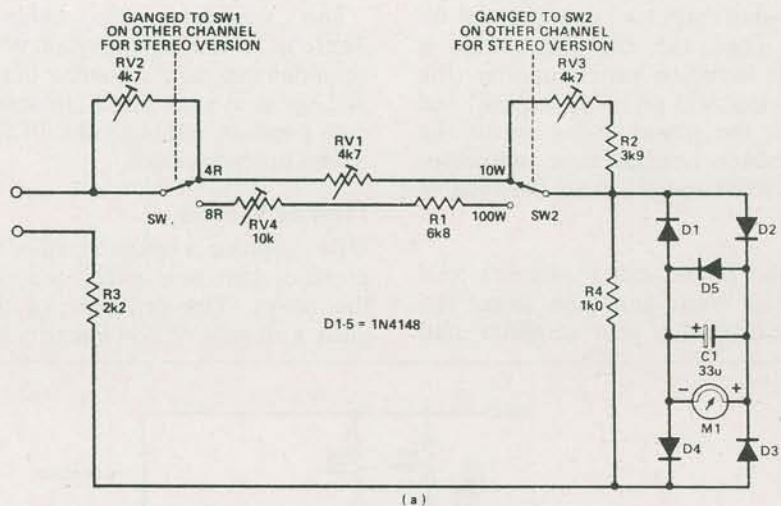 GANGED TO SW1
ON OTHER CHANNEL
FOR STEREO VERSION
GANGED TO SW2
ON OTHER CHANNEL
FOR STEREO VERSION
RV2
4k7
RV3
4k7
R2
3k9
4R
RV1
4k7
10W
SW
8R
RV4
10k
R1
6k8
100W
SW2
D1
D2
D5
R3
2k2
D1-5 = 1N4148
R4
1k0
+
C1
33u
− +
M1
D4
D3
(a)